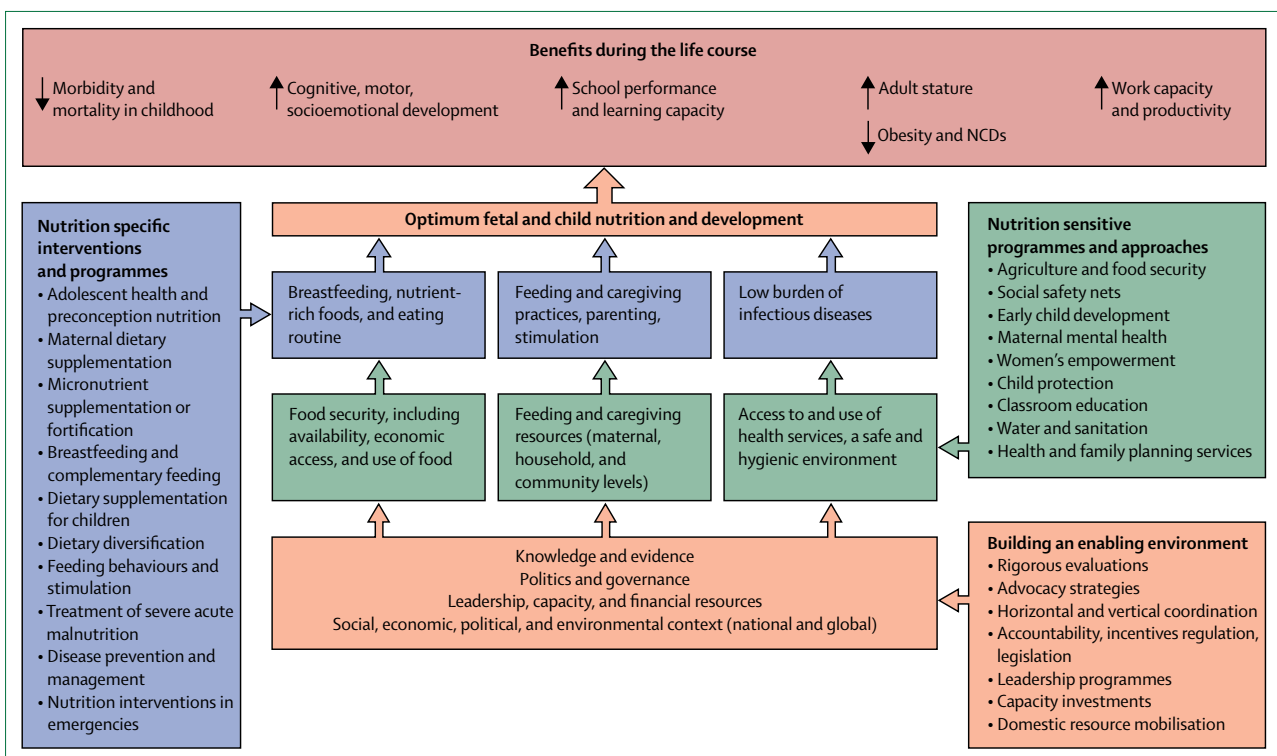 Benefits during the life course
Morbidity and
mortality in childhood
Cognitive, motor,
socioemotional development
School performance
and learning capacity
Adult stature
Obesity and NCDs
Work capacity
and productivity
Nutrition specific
interventions
and programmes
• Adolescent health and
preconception nutrition
• Maternal dietary
supplementation
• Micronutrient
supplementation or
fortification
• Breastfeeding and
complementary feeding
• Dietary supplementation
for children
• Dietary diversification
• Feeding behaviours and
stimulation
• Treatment of severe acute
malnutrition
• Disease prevention and
management
• Nutrition interventions in
emergencies
Optimum fetal and child nutrition and development
Breastfeeding, nutrient-
rich foods, and eating
routine
Feeding and caregiving
practices, parenting,
stimulation
Low burden of
infectious diseases
Food security, including
availability, economic
access, and use of food
Feeding and caregiving
resources (maternal,
household, and
community levels)
Access to and use of
health services, a safe and
hygienic environment
Knowledge and evidence
Politics and governance
Leadership, capacity, and financial resources
Social, economic, political, and environmental context (national and global)
Nutrition sensitive
programmes and approaches
• Agriculture and food security
• Social safety nets
• Early child development
• Maternal mental health
• Women’s empowerment
• Child protection
• Classroom education
• Water and sanitation
• Health and family planning services
Building an enabling environment
• Rigorous evaluations
• Advocacy strategies
• Horizontal and vertical coordination
• Accountability, incentives regulation,
legislation
• Leadership programmes
• Capacity investments
• Domestic resource mobilisation